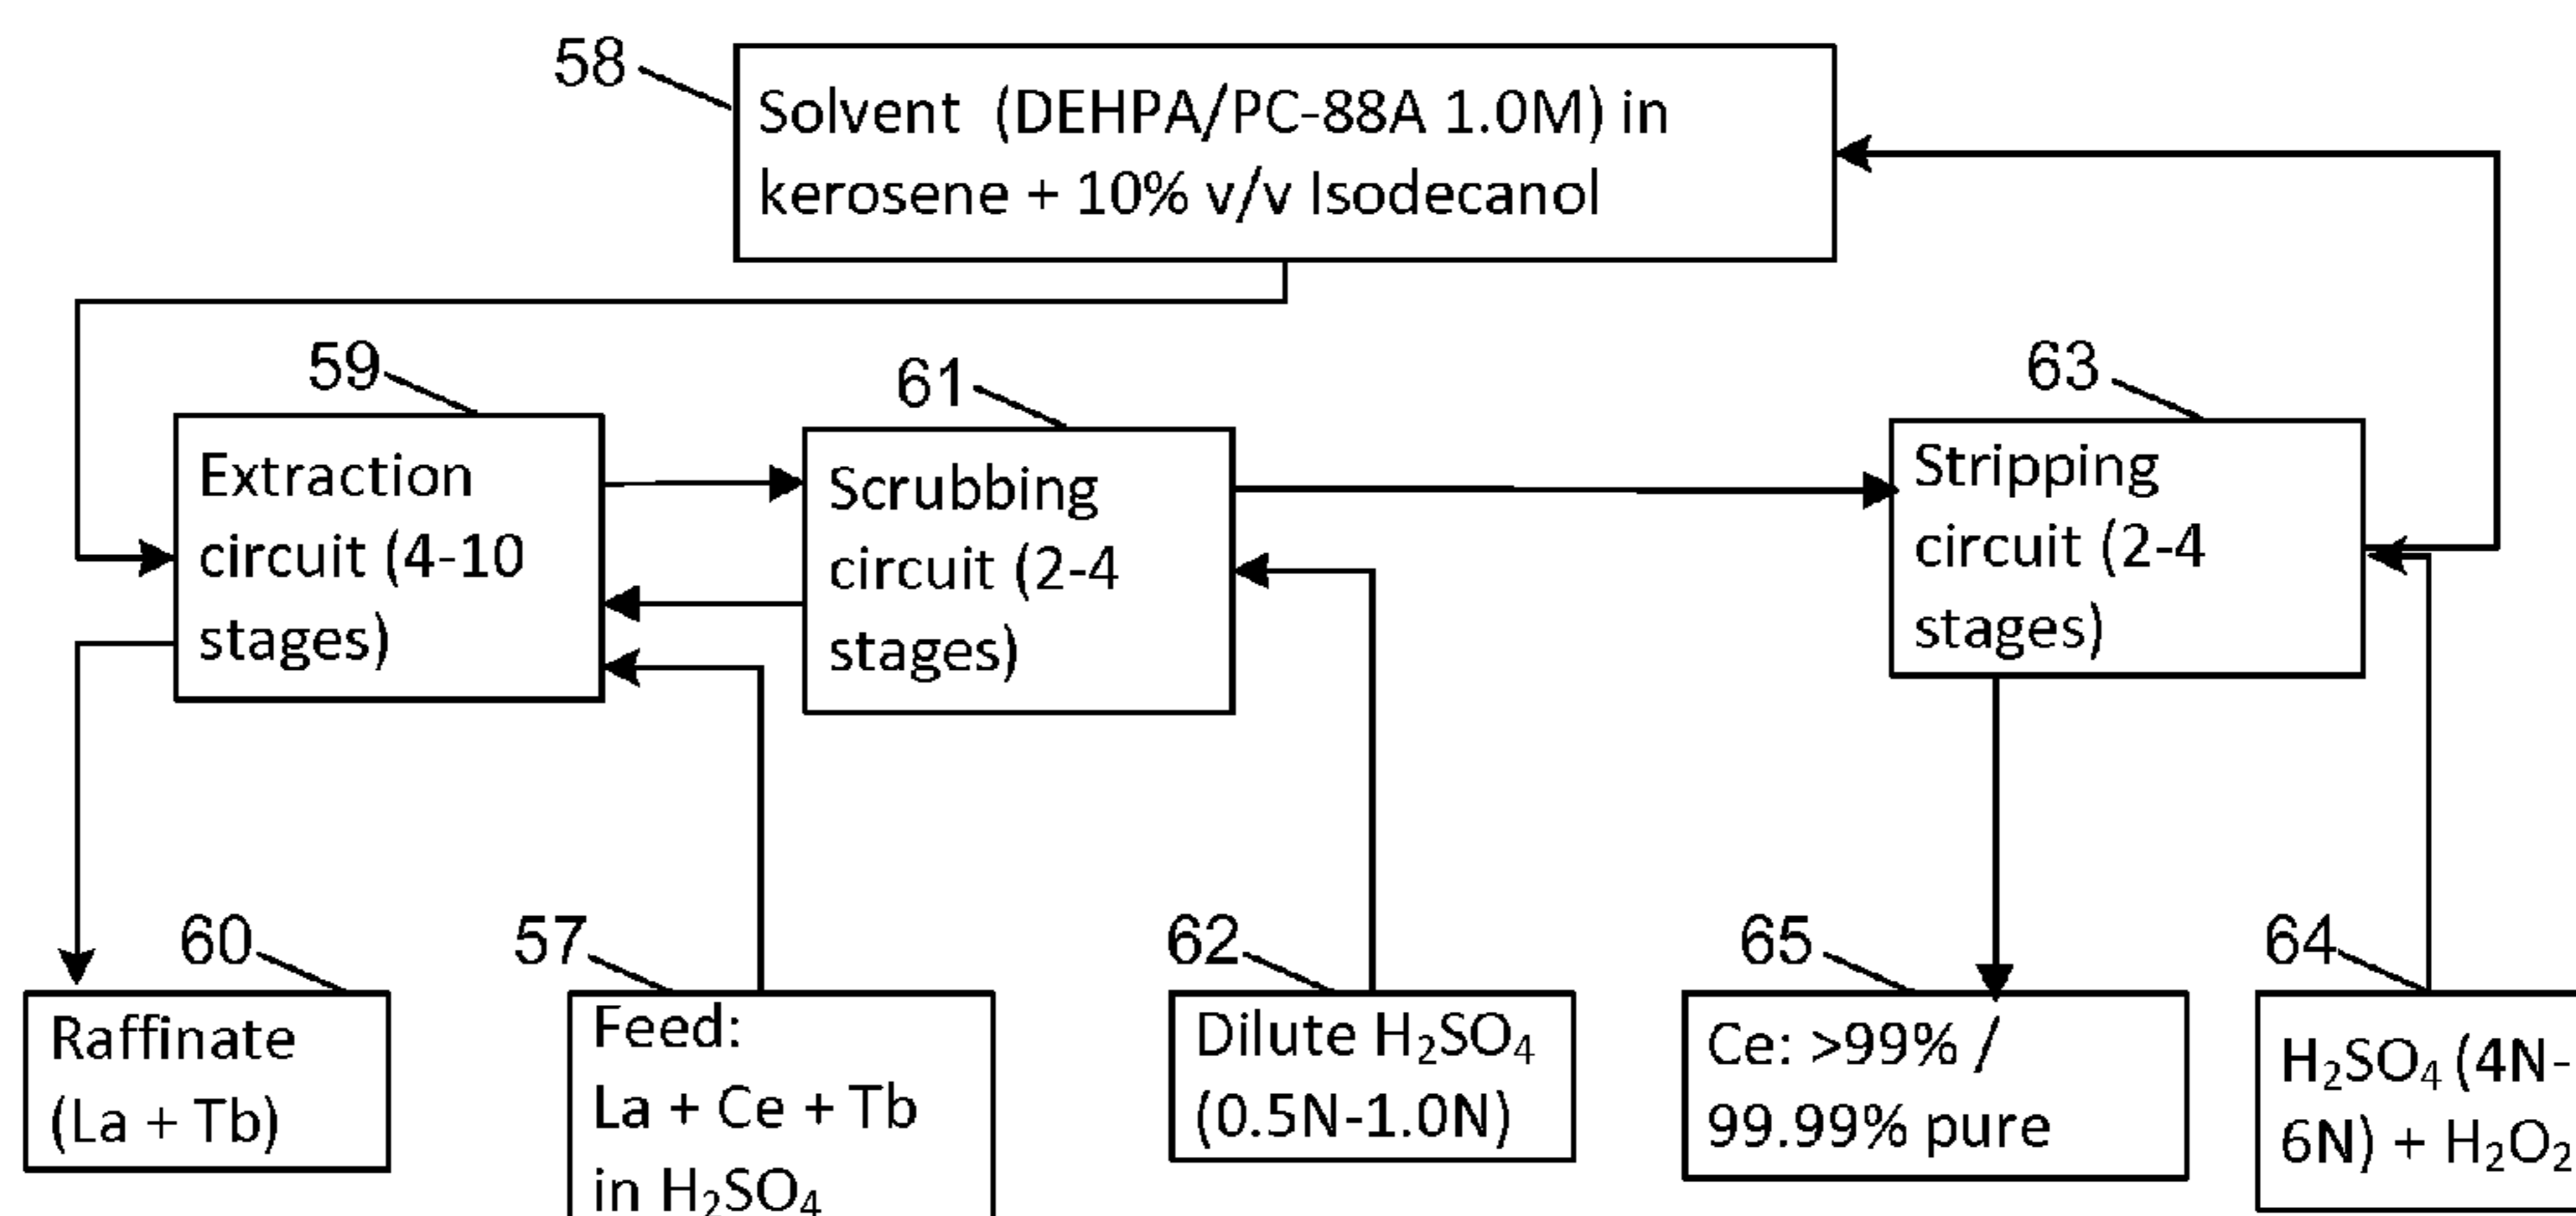 58
Solvent (DEHPA/PC-88A 1.0M) in
kerosene + 10% v/v Isodecanol
59
Extraction
circuit (4-10
stages)
61
Scrubbing
circuit (2-4
stages)
63
Stripping
circuit (2-4
stages)
60
Raffinate
(La + Tb)
57
Feed:
La + Ce + Tb
in H₂SO₄
62
Dilute H₂SO₄
(0.5N-1.0N)
65
Ce: >99% /
99.99% pure
64
H₂SO₄ (4N-
6N) + H₂O₂